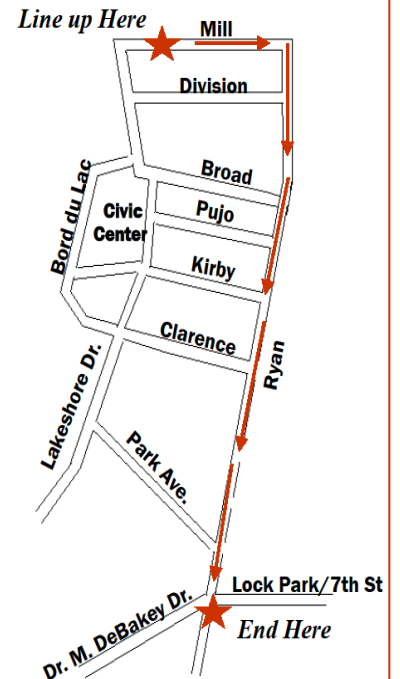 Line up Here
Mill
Division
Broad
Bord du Lac
Civic
Center
Pujo
Kirby
Clarence
Ryan
Lakeshore Dr.
Park Ave.
Lock Park/7th St
Dr. M. DeBakey Dr.
End Here